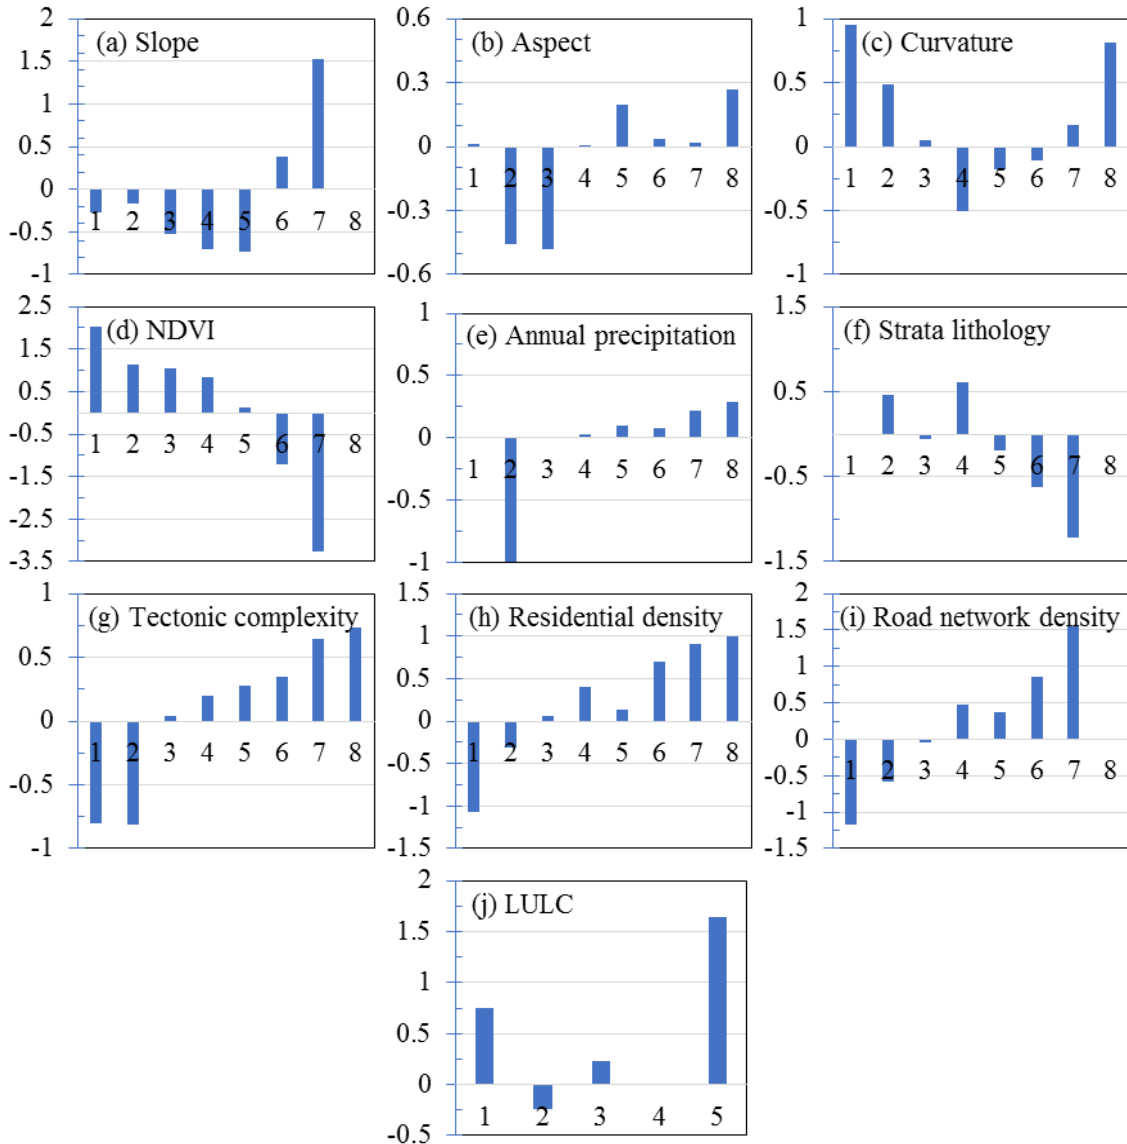 (a) Slope
2
1.5
1
0.5
0
-0.5
-1
1 2 3 4 5 6 7 8
(b) Aspect
0.6
0.3
0
-0.3
-0.6
1 2 3 4 5 6 7 8
(c) Curvature
1
0.5
0
-0.5
1
1 2 3 4 5 6 7 8
(d) NDVI
2.5
1.5
0.5
-0.5
-1.5
-2.5
-3.5
1 2 3 4 5 6 7 8
(e) Annual precipitation
1
0.5
0
-0.5
-1
1 2 3 4 5 6 7 8
(f) Strata lithology
1.5
0.5
-0.5
-1.5
1 2 3 4 5 6 7 8
(g) Tectonic complexity
1
0.5
0
-0.5
-1
1 2 3 4 5 6 7 8
(h) Residential density
1.5
1
0.5
0
-0.5
-1
-1.5
1 2 3 4 5 6 7 8
(i) Road network density
2
1.5
1
0.5
0
-0.5
-1
-1.5
1 2 3 4 5 6 7 8
(j) LULC
2
1.5
1
0.5
0
-0.5
1 2 3 4 5